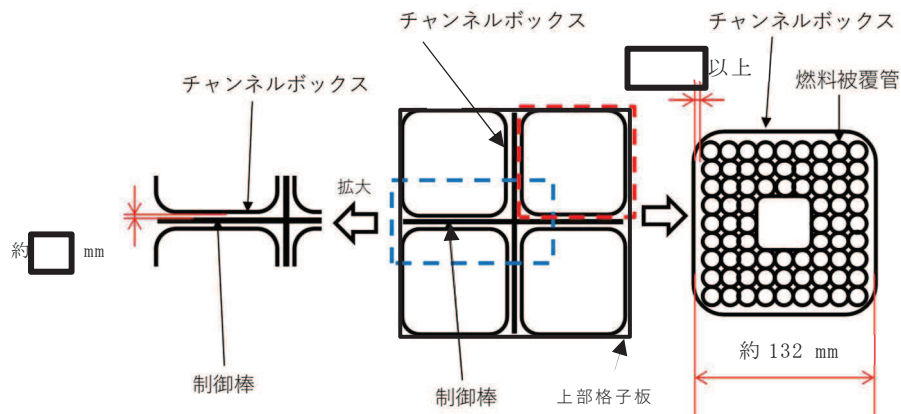 チャンネルボックス
チャンネルボックス
以上
チャンネルボックス
燃料被覆管
拡大
約 mm
制御棒
制御棒
上部格子板
約 132 mm